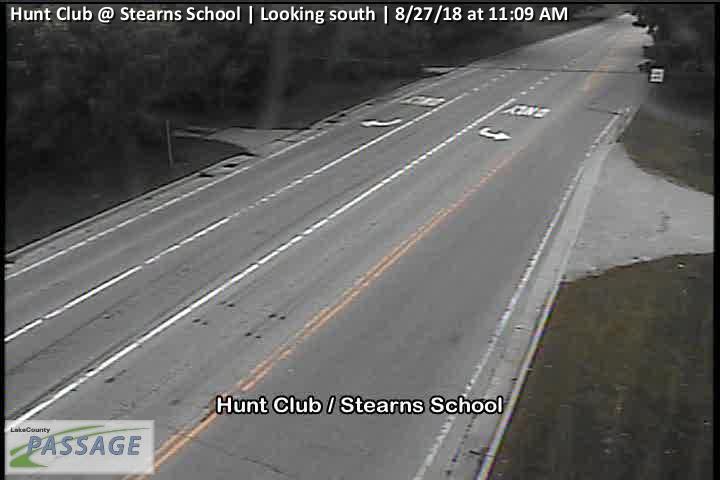 Hunt Club @ Stearns School | Looking south | 8/27/18 at 11:09 AM
ONLY
ONLY
Hunt Club / Stearns School
LakeCounty
PASSAGE